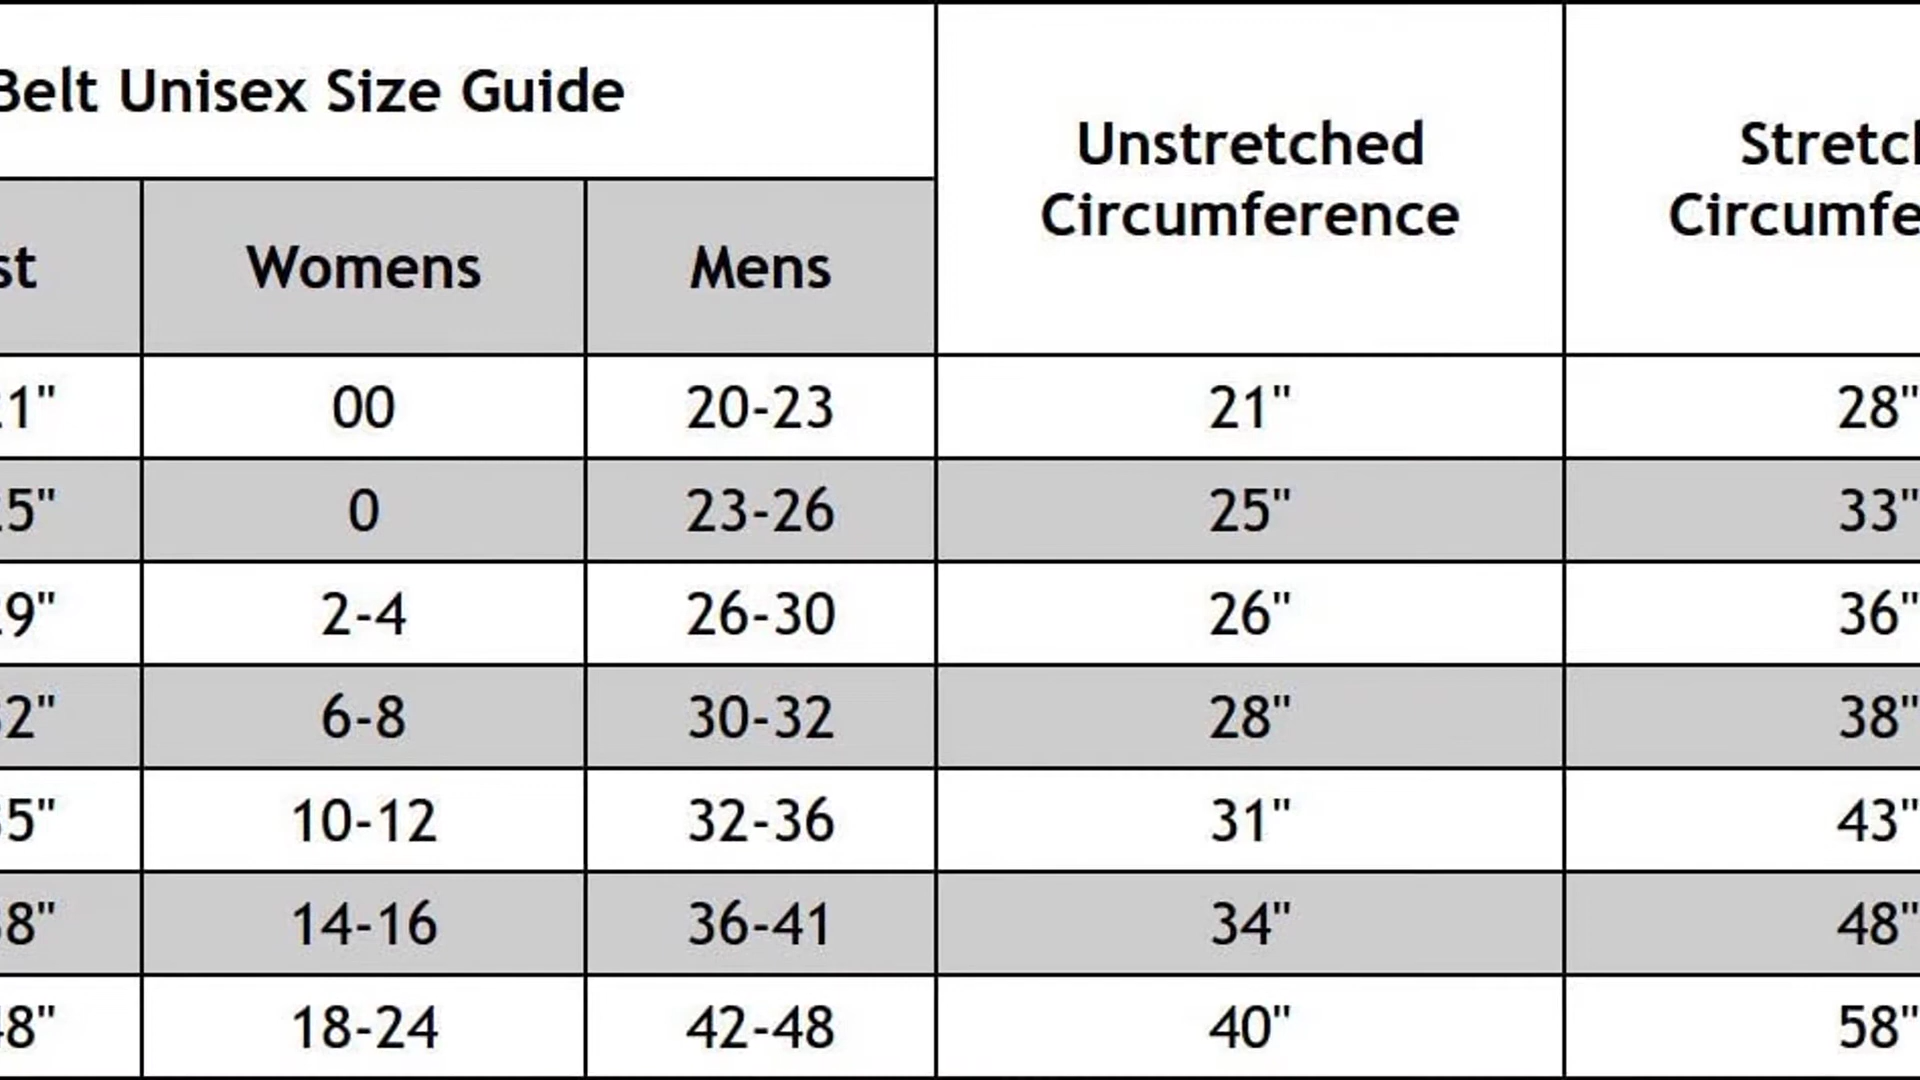 Belt Unisex Size Guide
Unstretched
Circumference
Womens Mens
00 20-23 21" 28"
0 23-26 25" 33"
2-4 26-30 26" 36"
6-8 30-32 28" 38"
10-12 32-36 31" 43"
14-16 36-41 34" 48"
18-24 42-48 40" 58"